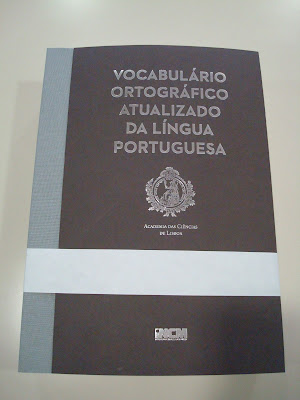 VOCABULÁRIO
ORTOGRÁFICO
ATUALIZADO
DA LÍNGUA
PORTUGUESA
ACADEMIA DAS CIÊNCIAS
DE LISBOA
INCM